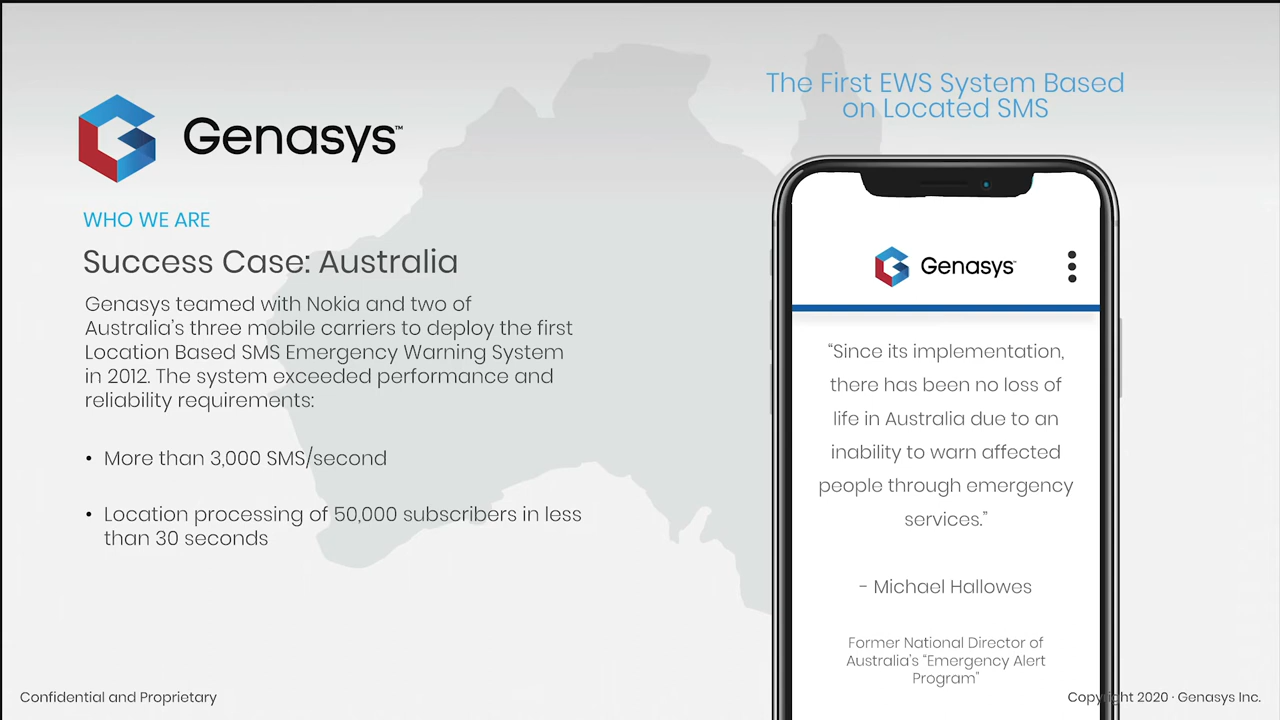 The First EWS System Based
on Located SMS
Genasys™
WHO WE ARE
Success Case: Australia
Genasys teamed with Nokia and two of
Australia's three mobile carriers to deploy the first
Location Based SMS Emergency Warning System
in 2012. The system exceeded performance and
reliability requirements:
• More than 3,000 SMS/second
• Location processing of 50,000 subscribers in less
than 30 seconds
Genasys™
“Since its implementation,
there has been no loss of
life in Australia due to an
inability to warn affected
people through emergency
services.”
- Michael Hallowes
Former National Director of
Australia's “Emergency Alert
Program”
Confidential and Proprietary
Copyright 2020 · Genasys Inc.